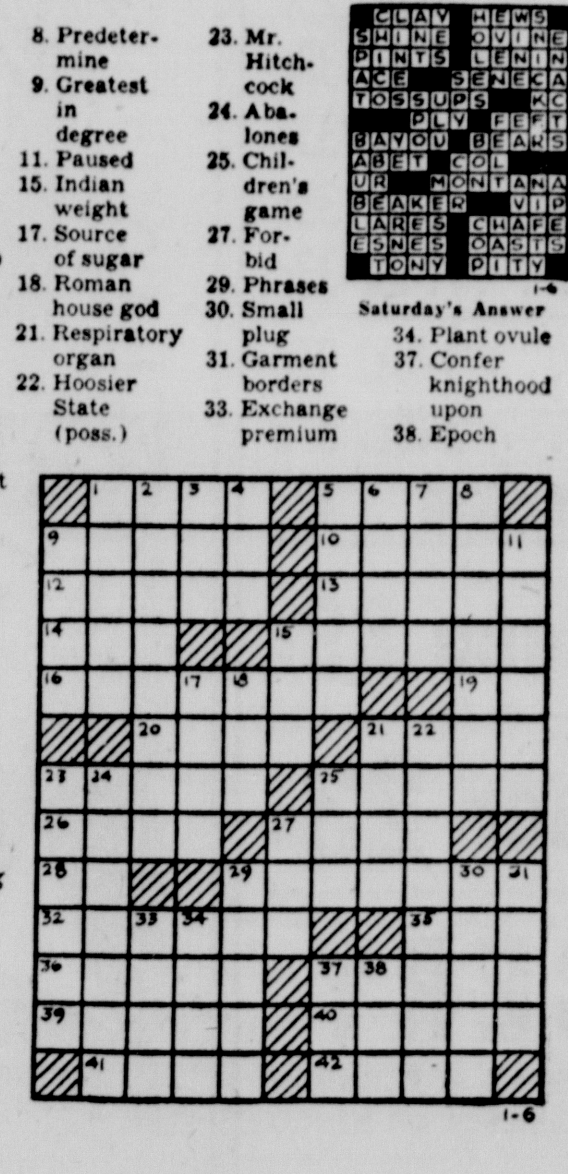 8. Predeter-
mine
9. Greatest
in
degree
11. Paused
15. Indian
weight
17. Source
of sugar
18. Roman
house god
21. Respiratory
organ
22. Hoosier
State
(poss.)
23. Mr.
Hitch-
cock
24. Aba-
lones
25. Chil-
dren's
game
27. For-
bid
29. Phrases
30. Small
plug
31. Garment
borders
33. Exchange
premium
CLAY HEWS
SHINE OVINE
PINTS LENIN
ACE SENECA
TOSSUPS KC
PLY FEET
BAYOU BEARS
ABET COL
UR MONTANA
BEAKER VIP
LARES CHAFE
ESNES OASTS
TONY PITY
1-6
Saturday's Answer
34. Plant ovule
37. Confer
knighthood
upon
38. Epoch
1 2 3 4 5 6 7 8
9 10 11
12 13
14 15
16 17 18 19
20 21 22
23 24 25
26 27
28 29 30 31
32 33 34 35
36 37 38
39 40
41 42
1-6